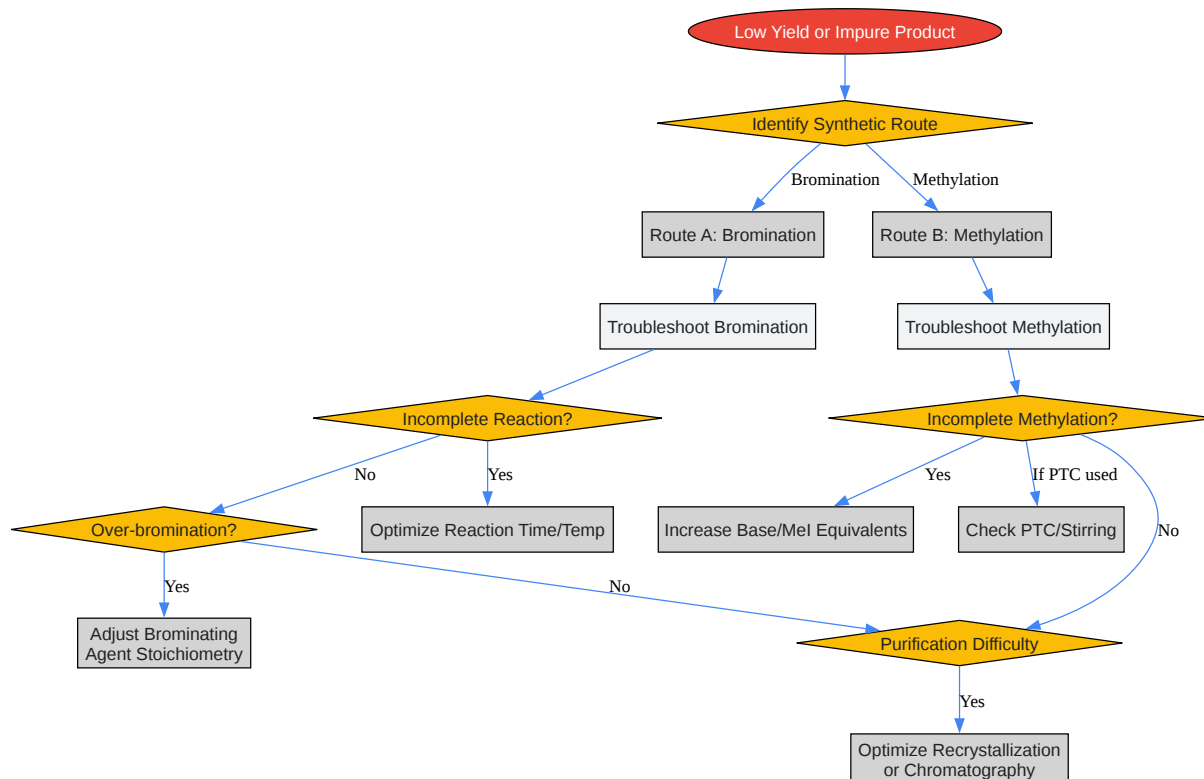 Low Yield or Impure Product
Identify Synthetic Route
Bromination
Methylation
Route A: Bromination
Route B: Methylation
Troubleshoot Bromination
Troubleshoot Methylation
Incomplete Reaction?
Incomplete Methylation?
No
Yes
Yes
If PTC used
No
Over-bromination?
Optimize Reaction Time/Temp
Increase Base/MeI Equivalents
Check PTC/Stirring
Yes
No
Adjust Brominating
Agent Stoichiometry
Purification Difficulty
Yes
Optimize Recrystallization
or Chromatography